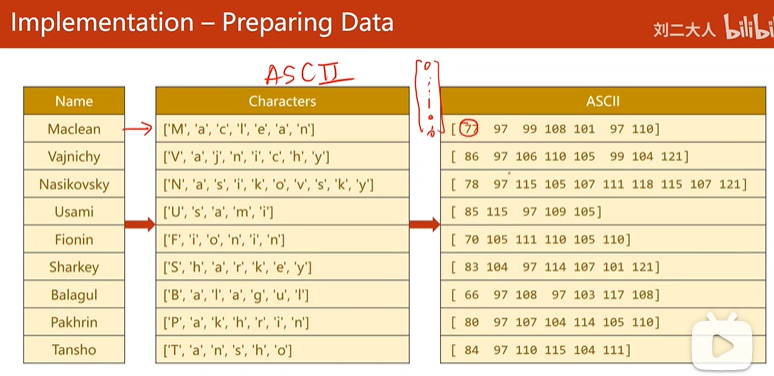 Implementation – Preparing Data
刘二大人 bilibi
ASCII
Name Characters ASCII
Maclean ['M', 'a', 'c', 'l', 'e', 'a', 'n'] [ 77 97 99 108 101 97 110]
Vajnichy ['V', 'a', 'j', 'n', 'i', 'c', 'h', 'y'] [ 86 97 106 110 105 99 104 121]
Nasikovsky ['N', 'a', 's', 'i', 'k', 'o', 'v', 's', 'k', 'y'] [ 78 97 115 105 107 111 118 115 107 121]
Usami ['U', 's', 'a', 'm', 'i'] [ 85 115 97 109 105]
Fionin ['F', 'i', 'o', 'n', 'i', 'n'] [ 70 105 111 110 105 110]
Sharkey ['S', 'h', 'a', 'r', 'k', 'e', 'y'] [ 83 104 97 114 107 101 121]
Balagul ['B', 'a', 'l', 'a', 'g', 'u', 'l'] [ 66 97 108 97 103 117 108]
Pakhrin ['P', 'a', 'k', 'h', 'r', 'i', 'n'] [ 80 97 107 104 114 105 110]
Tansho ['T', 'a', 'n', 's', 'h', 'o'] [ 84 97 110 115 104 111]